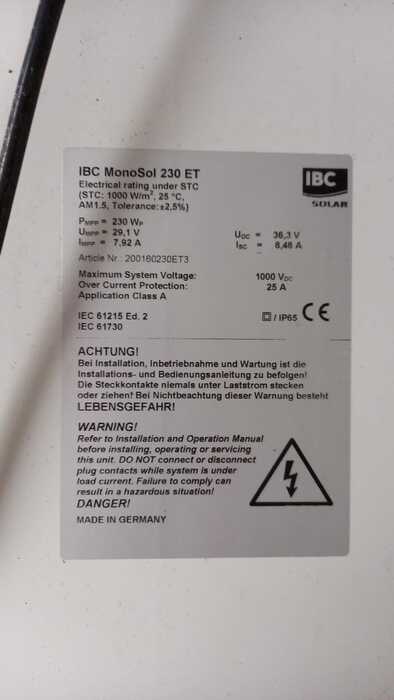 IBC MonoSol 230 ET
Electrical rating under STC
(STC: 1000 W/m², 25 °C,
AM1.5, Tolerance:±2,5%)
IBC
SOLAR
PMPP = 230 WP
UMPP = 29,1 V
IMPP = 7,92 A
UOC = 36,3 V
ISC = 8,48 A
Article Nr.: 200160230ET3
Maximum System Voltage: 1000 VDC
Over Current Protection: 25 A
Application Class A
IEC 61215 Ed. 2
IEC 61730
/ IP65 CE
ACHTUNG!
Bei Installation, Inbetriebnahme und Wartung ist die
Installations- und Bedienungsanleitung zu befolgen!
Die Steckkontakte niemals unter Laststrom stecken
oder ziehen! Bei Nichtbeachtung dieser Warnung besteht
LEBENSGEFAHR!
WARNING!
Refer to Installation and Operation Manual
before installing, operating or servicing
this unit. DO NOT connect or disconnect
plug contacts while system is under
load current. Failure to comply can
result in a hazardous situation!
DANGER!
MADE IN GERMANY